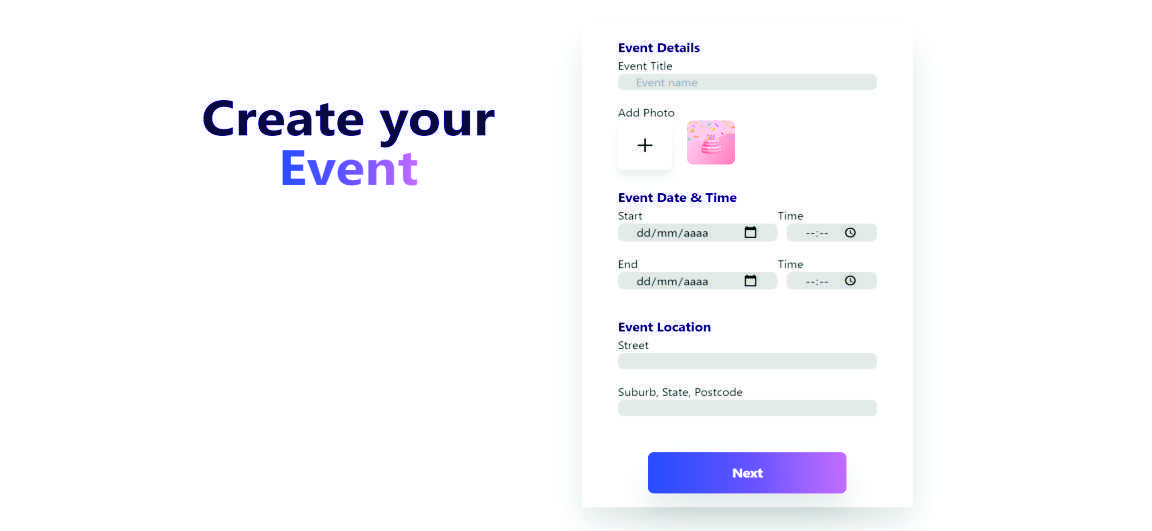 Create your
Event
Event Details
Event Title
Event name
Add Photo
+
Event Date & Time
Start Time
dd/mm/aaaa --:--
End Time
dd/mm/aaaa --:--
Event Location
Street
Suburb, State, Postcode
Next